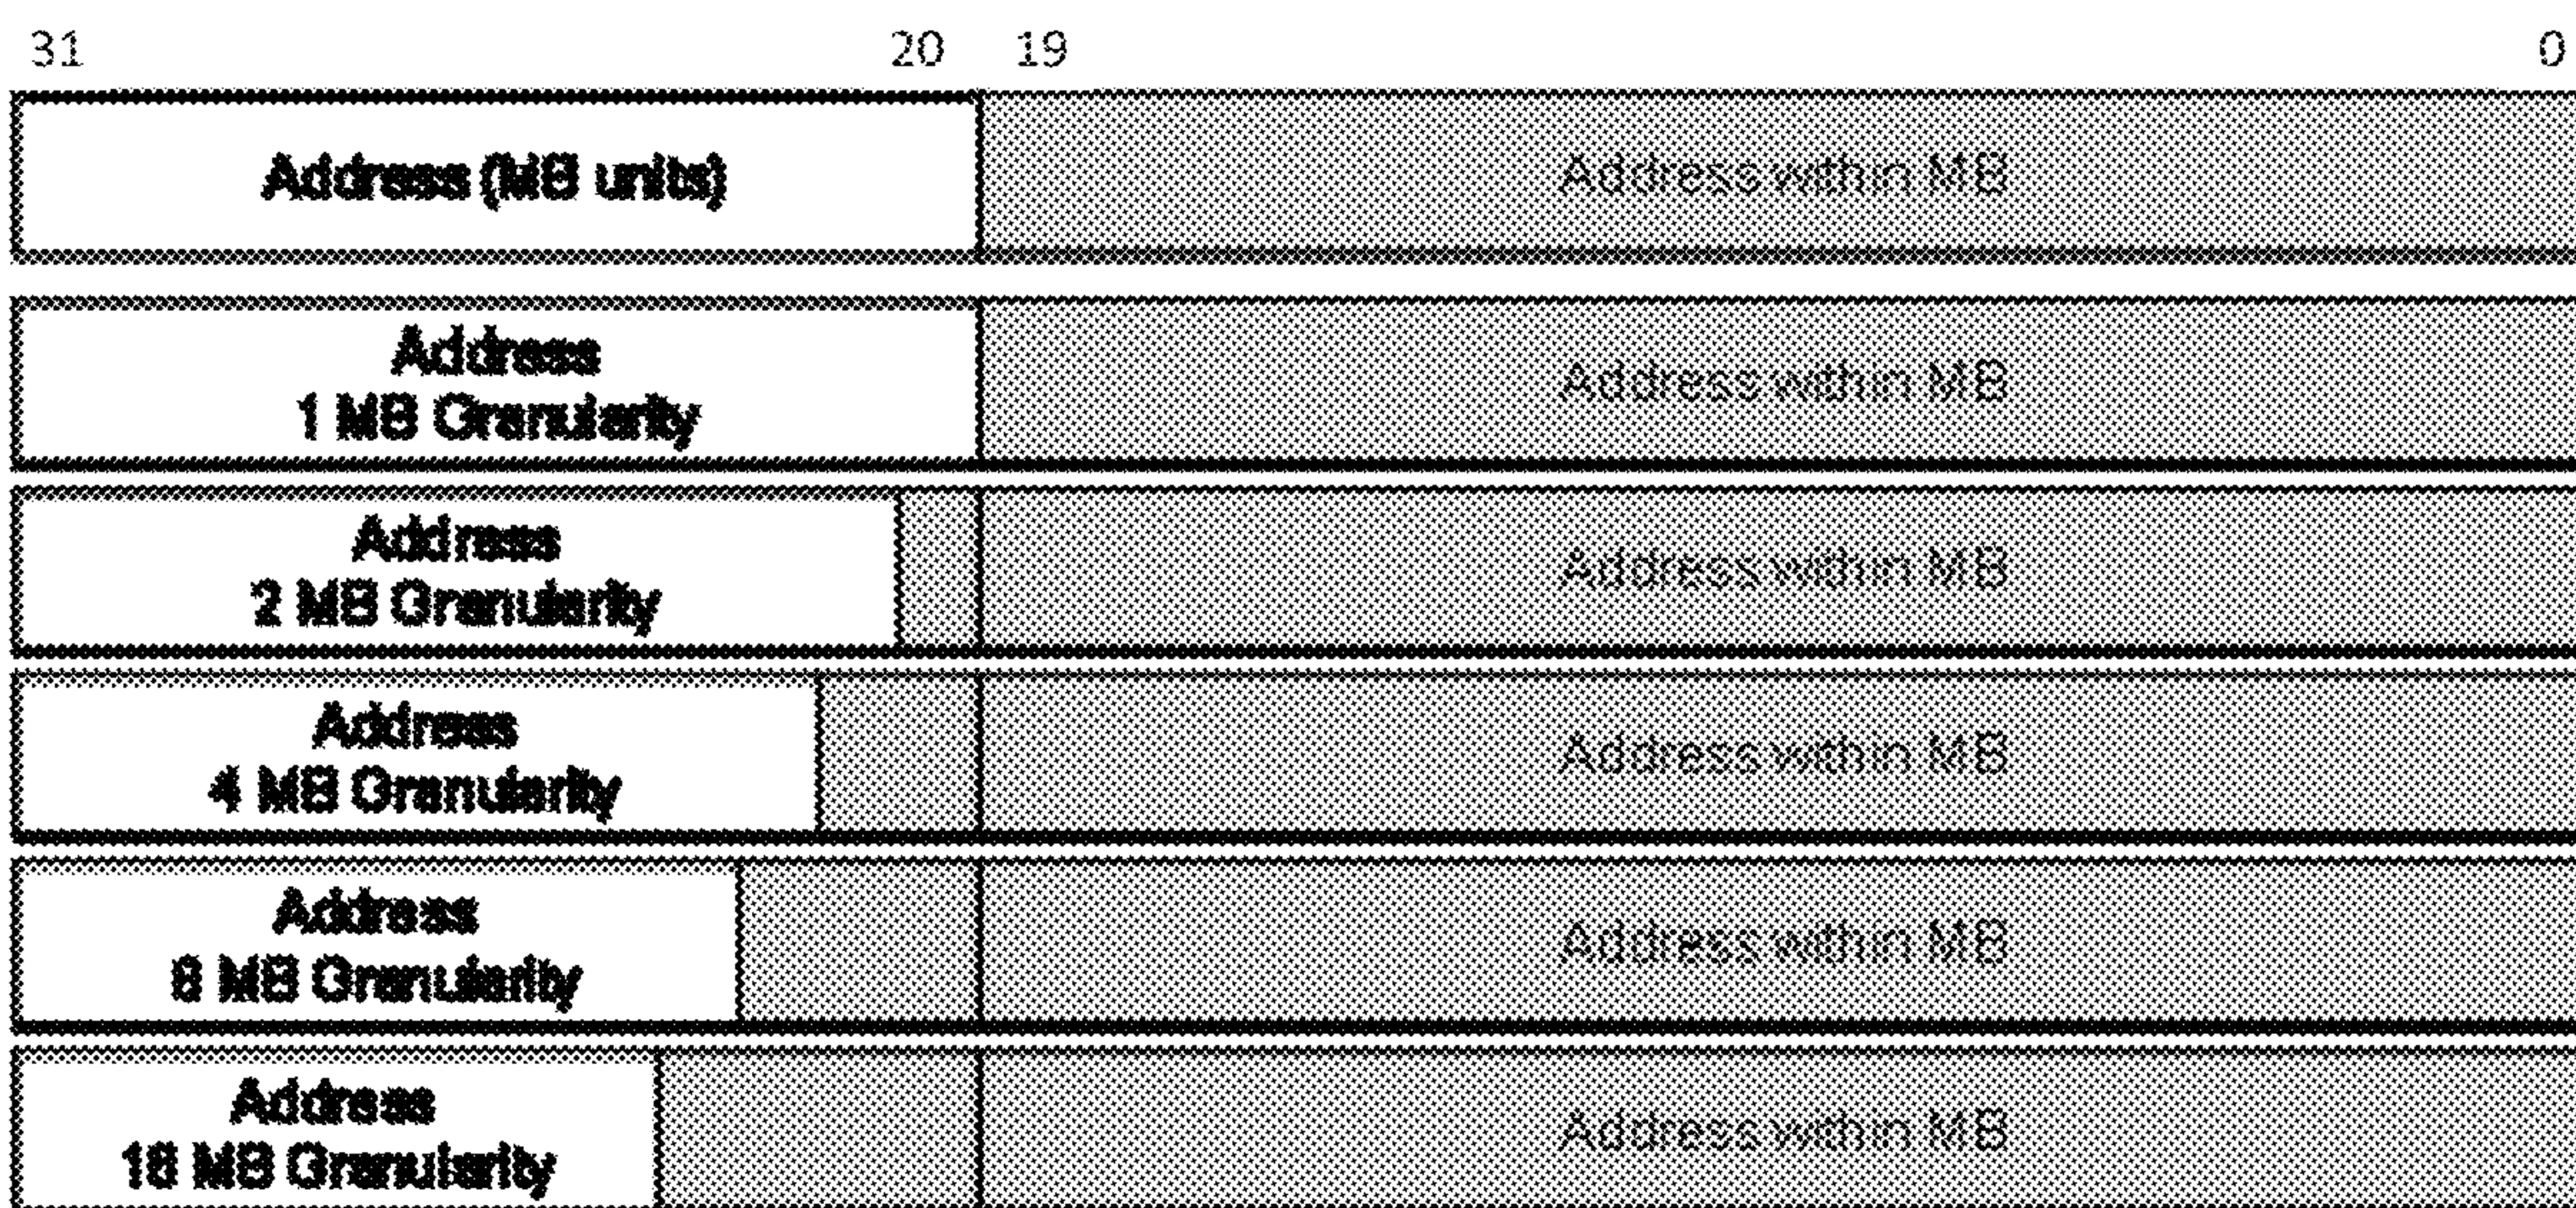 31 20 19 0
Address (MB units) Address within MB
Address
1 MB Granularity
Address within MB
Address
2 MB Granularity
Address within MB
Address
4 MB Granularity
Address within MB
Address
8 MB Granularity
Address within MB
Address
16 MB Granularity
Address within MB